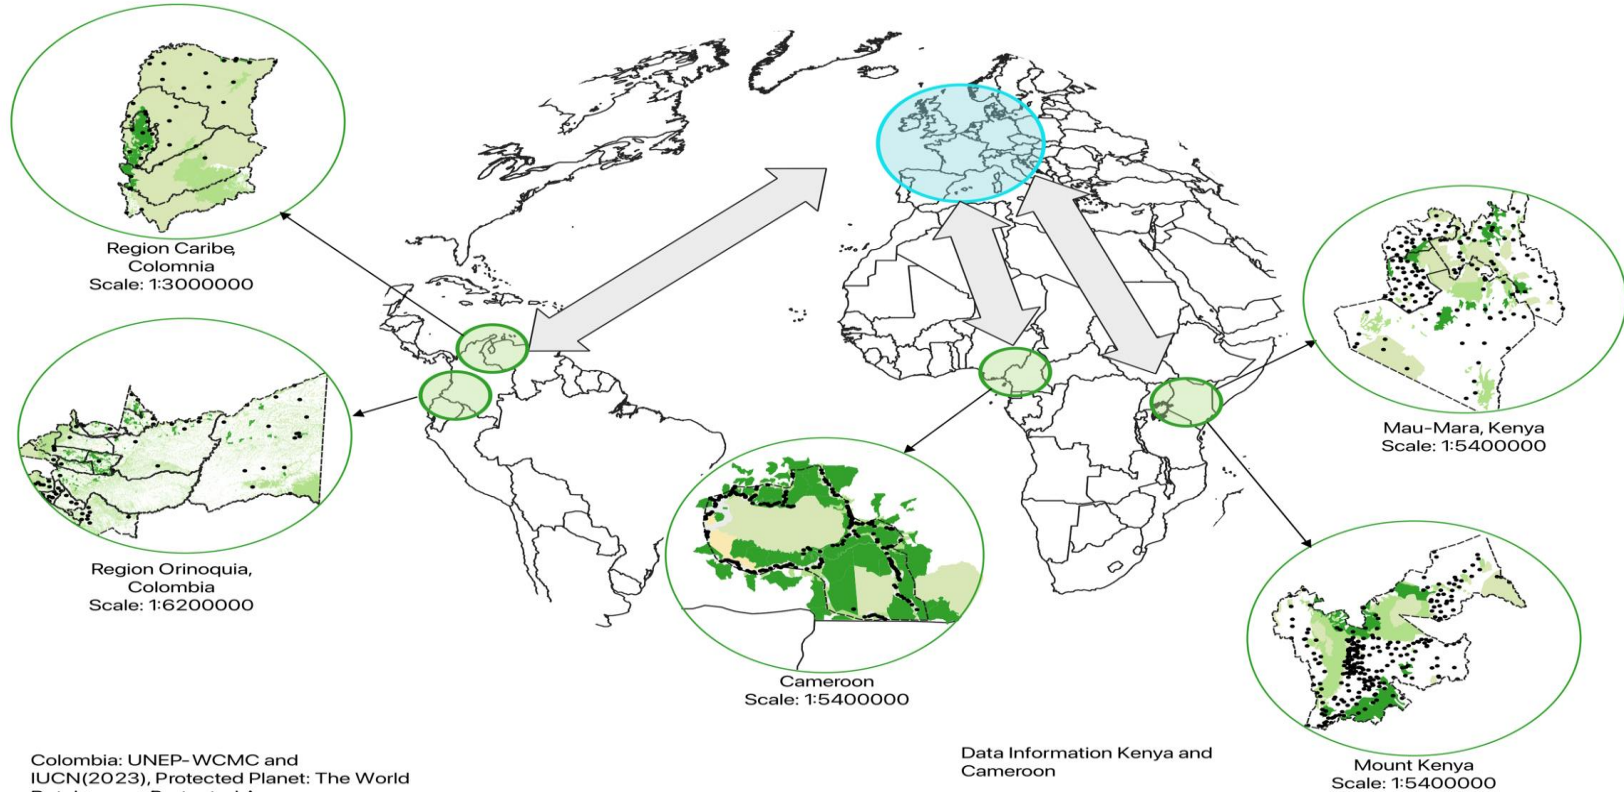 Region Caribe,
Colomnia
Scale: 1:3000000
Region Orinoquia,
Colombia
Scale: 1:6200000
Cameroon
Scale: 1:5400000
Mau-Mara, Kenya
Scale: 1:5400000
Mount Kenya
Scale: 1:5400000
Colombia: UNEP-WCMC and
IUCN(2023), Protected Planet: The World
Data Information Kenya and
Cameroon